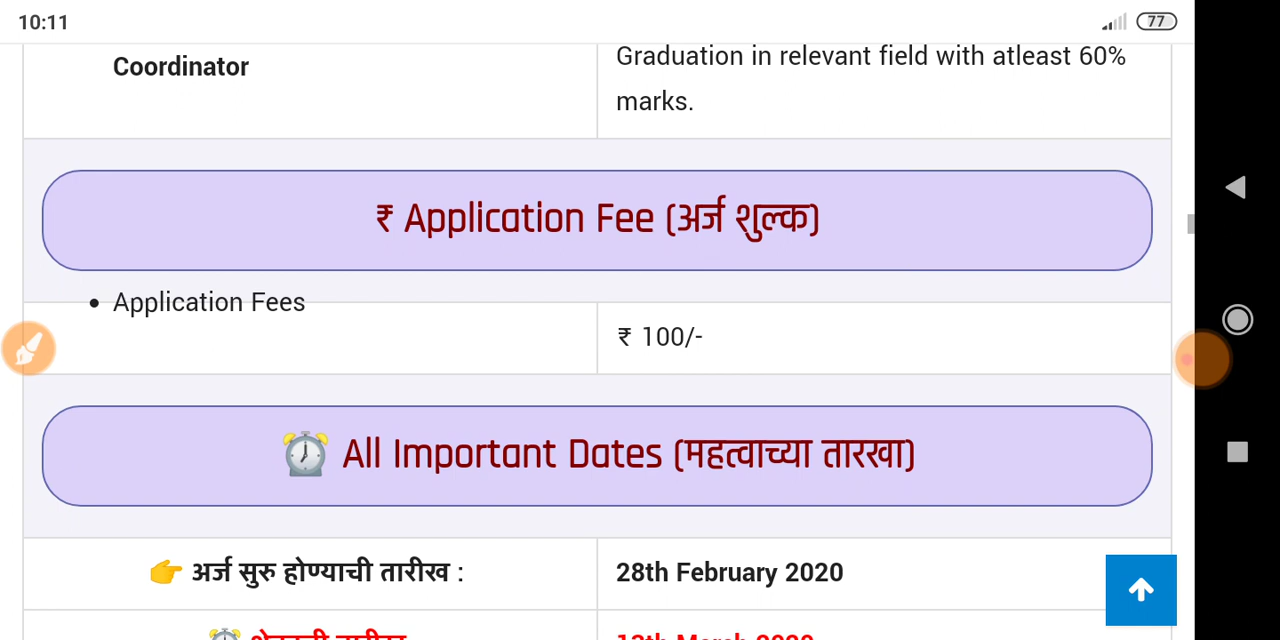 10:11
77
Coordinator
Graduation in relevant field with atleast 60%
marks.
₹ Application Fee (अर्ज शुल्क)
• Application Fees
₹ 100/-
All Important Dates (महत्वाच्या तारखा)
अर्ज सुरु होण्याची तारीख :
28th February 2020